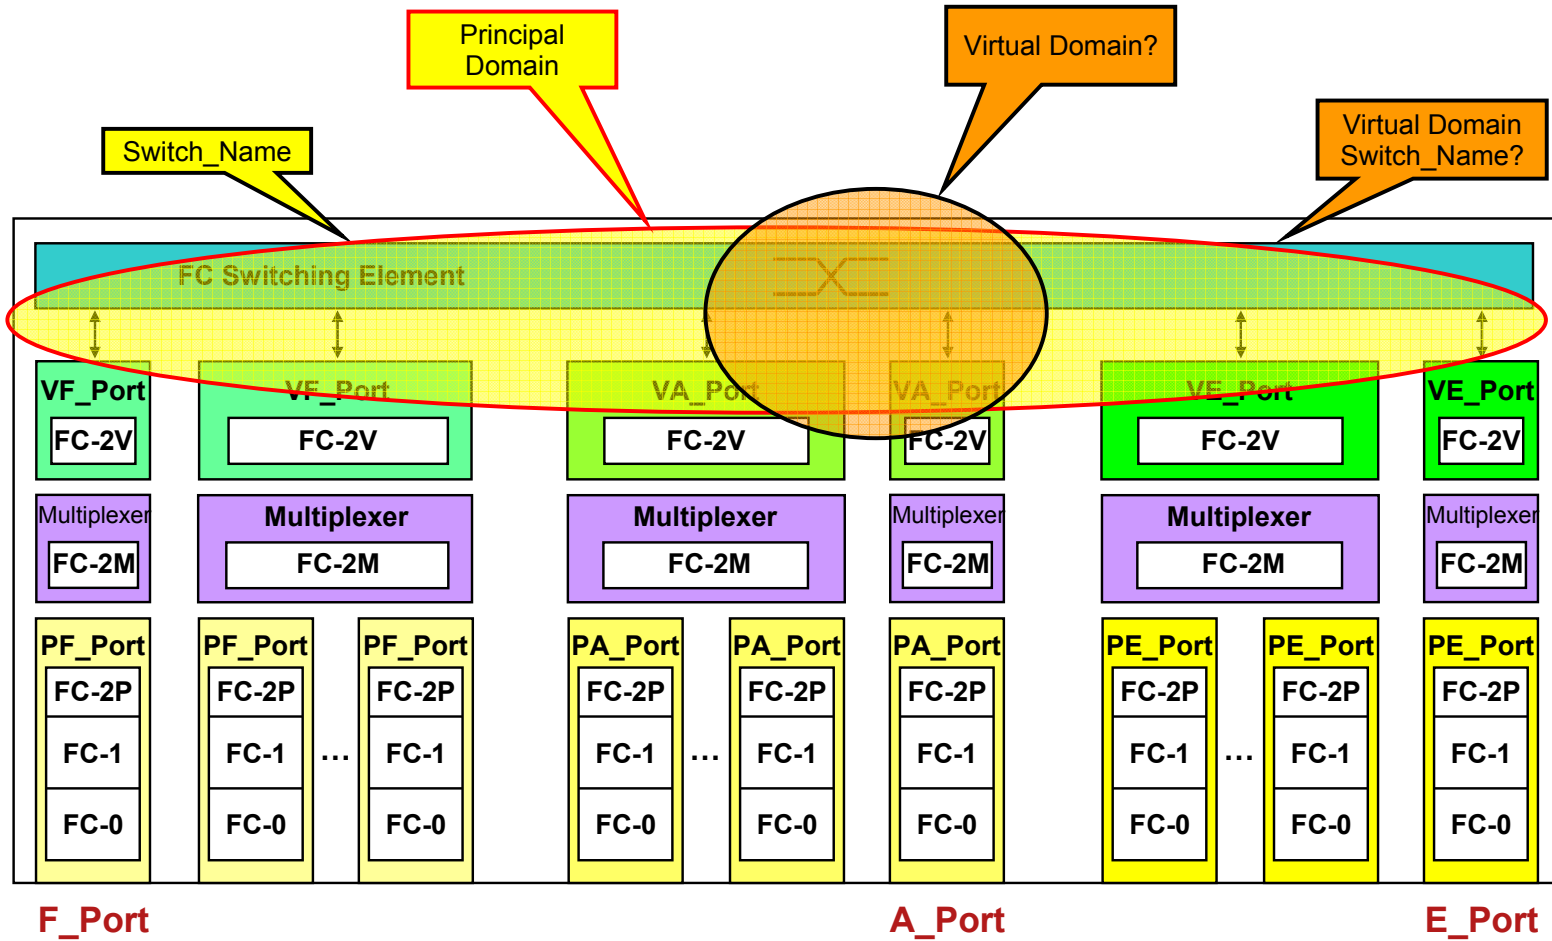 Principal
Domain
Virtual Domain?
Switch_Name
Virtual Domain
Switch_Name?
FC Switching Element
VF_Port
VF_Port
VA_Port
VA_Port
VE_Port
VE_Port
FC-2V
FC-2V
FC-2V
FC-2V
FC-2V
FC-2V
Multiplexer
Multiplexer
Multiplexer
Multiplexer
Multiplexer
Multiplexer
FC-2M
FC-2M
FC-2M
FC-2M
FC-2M
FC-2M
PF_Port
PF_Port
PF_Port
PA_Port
PA_Port
PA_Port
PE_Port
PE_Port
PE_Port
FC-2P
FC-2P
FC-2P
FC-2P
FC-2P
FC-2P
FC-2P
FC-2P
FC-2P
FC-1
FC-1
...
FC-1
FC-1
...
FC-1
FC-1
FC-1
...
FC-1
FC-1
FC-0
FC-0
FC-0
FC-0
FC-0
FC-0
FC-0
FC-0
FC-0
F_Port
A_Port
E_Port